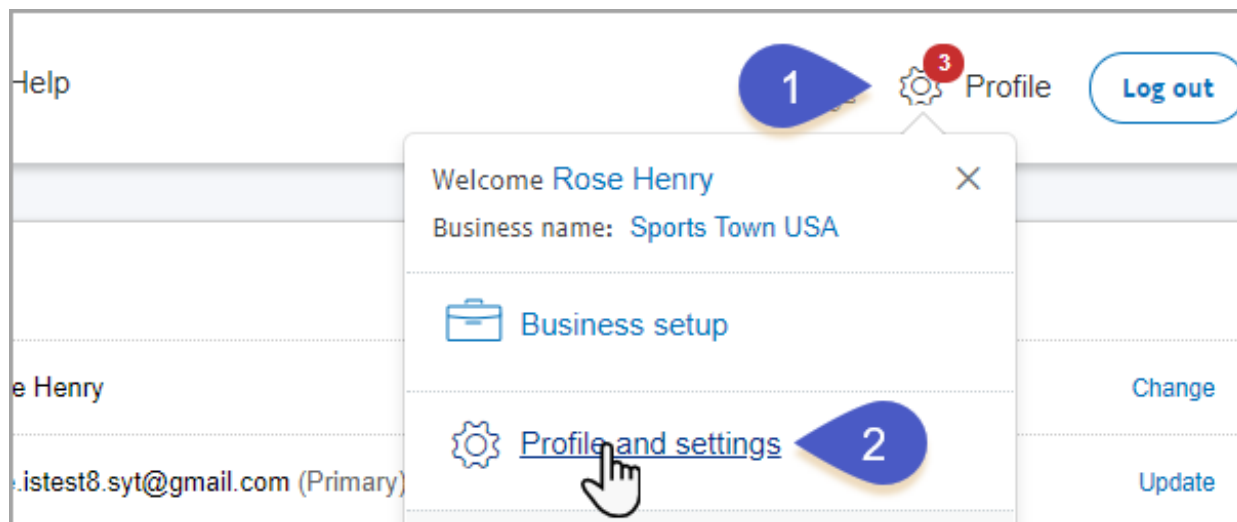 Help
1
3
Profile
Log out
Welcome Rose Henry
Business name: Sports Town USA
Business setup
e Henry
Change
Profile and settings
2
.istest8.syt@gmail.com (Primary)
Update